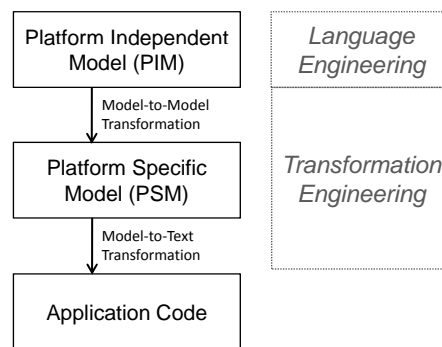 Platform Independent
Model (PIM)
Language
Engineering
Model-to-Model
Transformation
Platform Specific
Model (PSM)
Transformation
Engineering
Model-to-Text
Transformation
Application Code